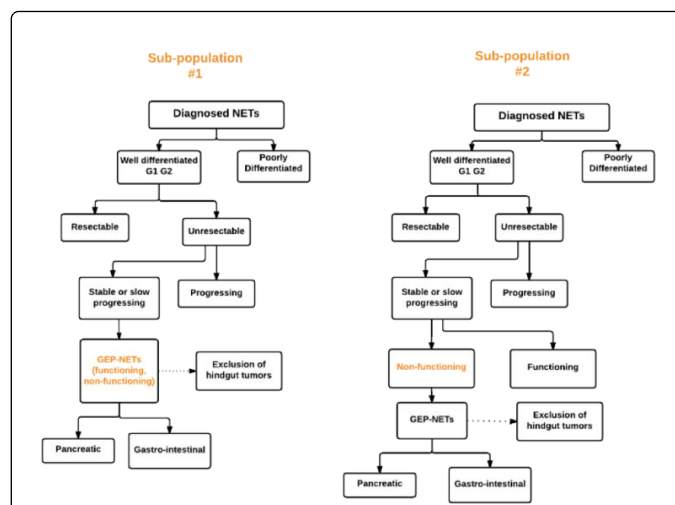 Sub-population
#1
Diagnosed NETs
Well differentiated
G1 G2
Poorly
Differentiated
Resectable
Unresectable
Stable or slow
progressing
Progressing
GEP-NETs
(functioning,
non-functioning)
Exclusion of
hindgut tumors
Pancreatic
Gastro-intestinal
Sub-population
#2
Diagnosed NETs
Well differentiated
G1 G2
Poorly
Differentiated
Resectable
Unresectable
Stable or slow
progressing
Progressing
Non-functioning
Functioning
GEP-NETs
Exclusion of
hindgut tumors
Pancreatic
Gastro-intestinal